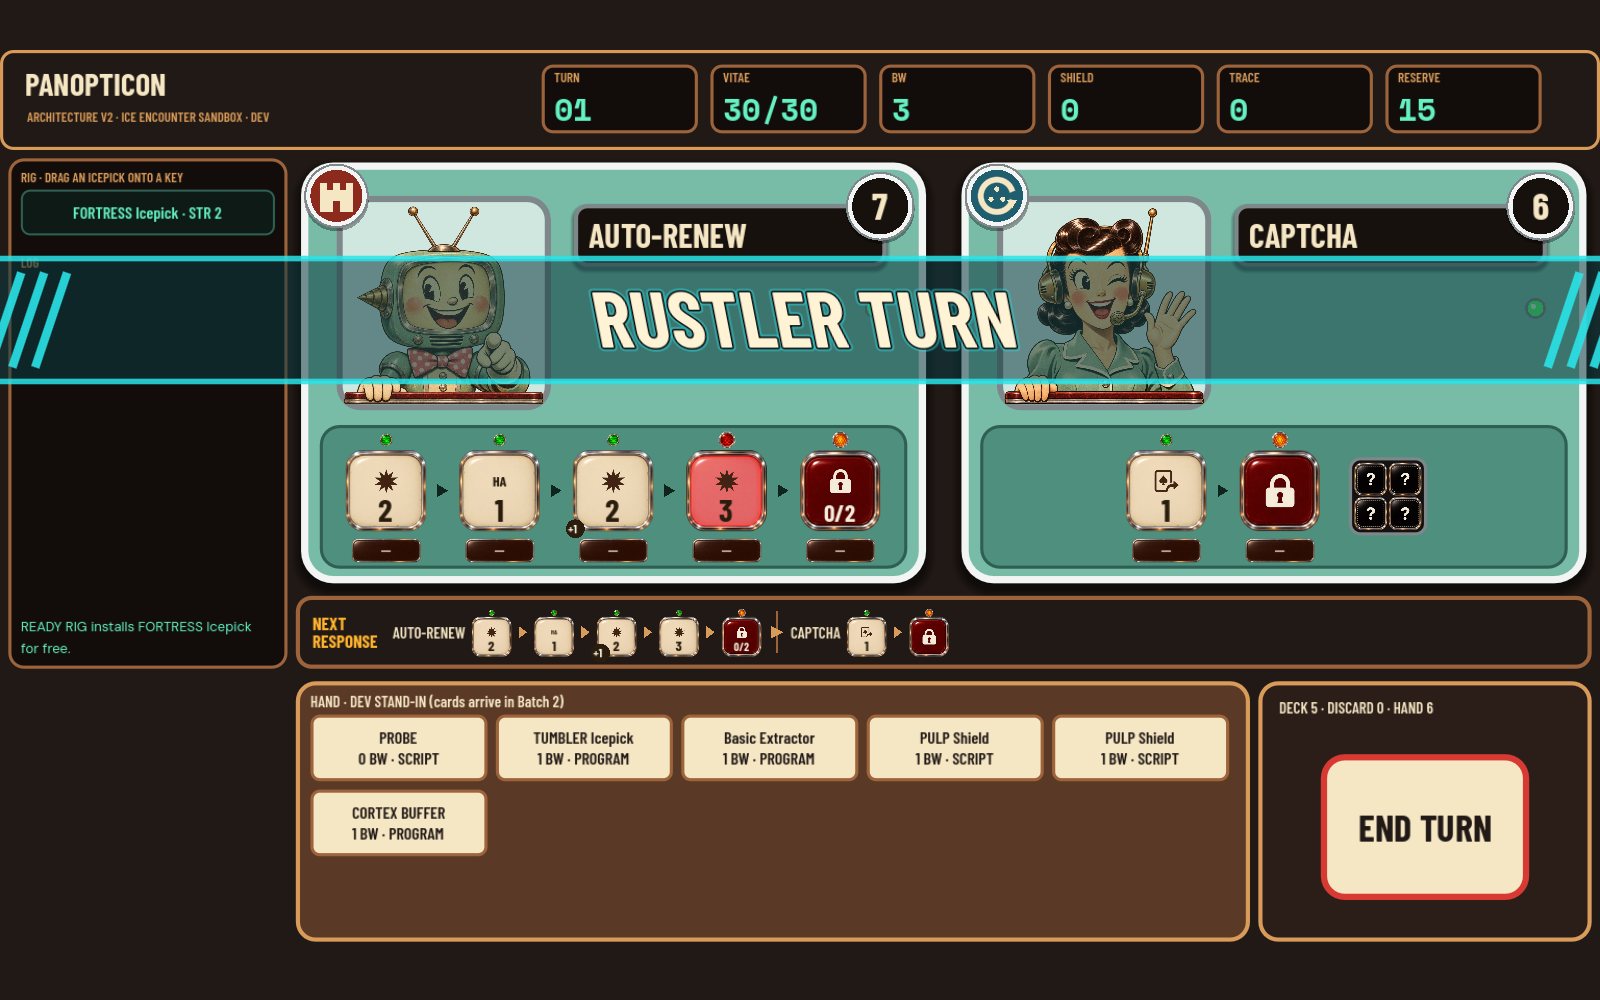 PANOPTICON
ARCHITECTURE V2 · ICE ENCOUNTER SANDBOX · DEV
TURN
01
VITAE
30/30
BW
3
SHIELD
0
TRACE
0
RESERVE
15
RIG · DRAG AN ICEPICK ONTO A KEY
FORTRESS Icepick · STR 2
LOG
READY RIG installs FORTRESS Icepick
for free.
AUTO-RENEW
7
CAPTCHA
6
RUSTLER TURN
2
HA
1
+1
2
3
0/2
–
–
–
–
–
1
–
–
?
?
?
?
NEXT
RESPONSE
AUTO-RENEW
2
HA
1
+1
2
3
0/2
CAPTCHA
1
HAND · DEV STAND-IN (cards arrive in Batch 2)
PROBE
0 BW · SCRIPT
TUMBLER Icepick
1 BW · PROGRAM
Basic Extractor
1 BW · PROGRAM
PULP Shield
1 BW · SCRIPT
PULP Shield
1 BW · SCRIPT
CORTEX BUFFER
1 BW · PROGRAM
DECK 5 · DISCARD 0 · HAND 6
END TURN